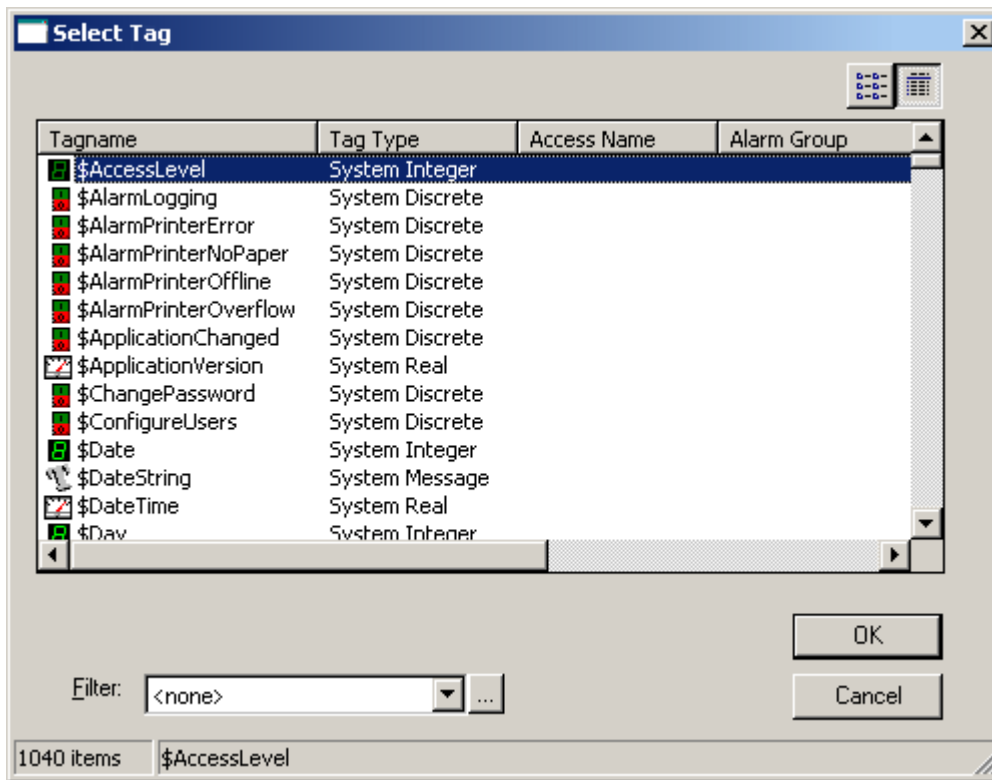 Select Tag
Tagname Tag Type Access Name Alarm Group
$AccessLevel System Integer
$AlarmLogging System Discrete
$AlarmPrinterError System Discrete
$AlarmPrinterNoPaper System Discrete
$AlarmPrinterOffline System Discrete
$AlarmPrinterOverflow System Discrete
$ApplicationChanged System Discrete
$ApplicationVersion System Real
$ChangePassword System Discrete
$ConfigureUsers System Discrete
$Date System Integer
$DateString System Message
$DateTime System Real
$Day System Integer
OK
Filter: <none> ...
Cancel
1040 items $AccessLevel